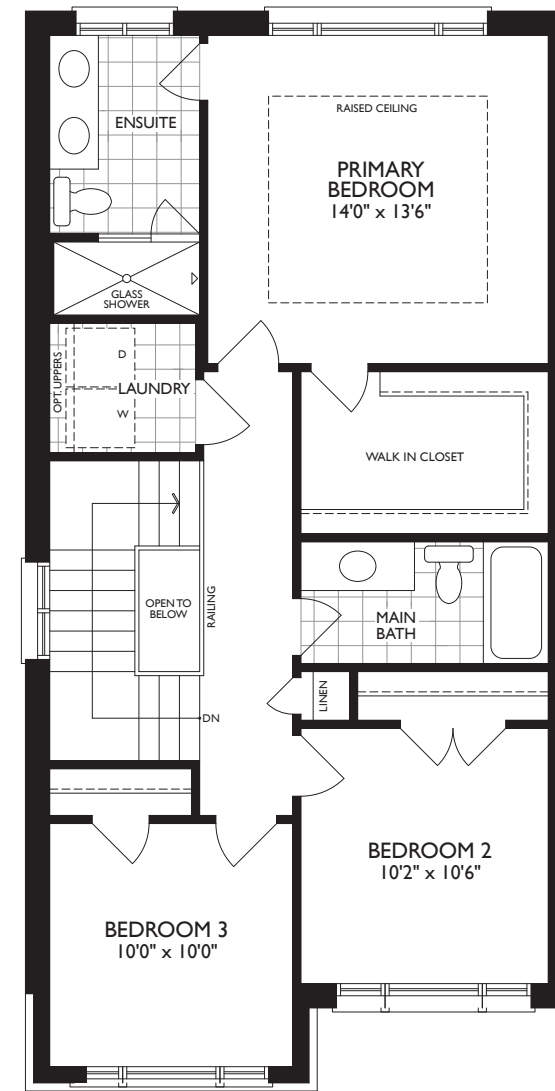 ENSUITE
RAISED CEILING
PRIMARY
BEDROOM
14'0" x 13'6"
GLASS
SHOWER
OPT. UPPERS
D
LAUNDRY
W
WALK IN CLOSET
OPEN TO
BELOW
RAILING
MAIN
BATH
LINEN
DN
BEDROOM 2
10'2" x 10'6"
BEDROOM 3
10'0" x 10'0"